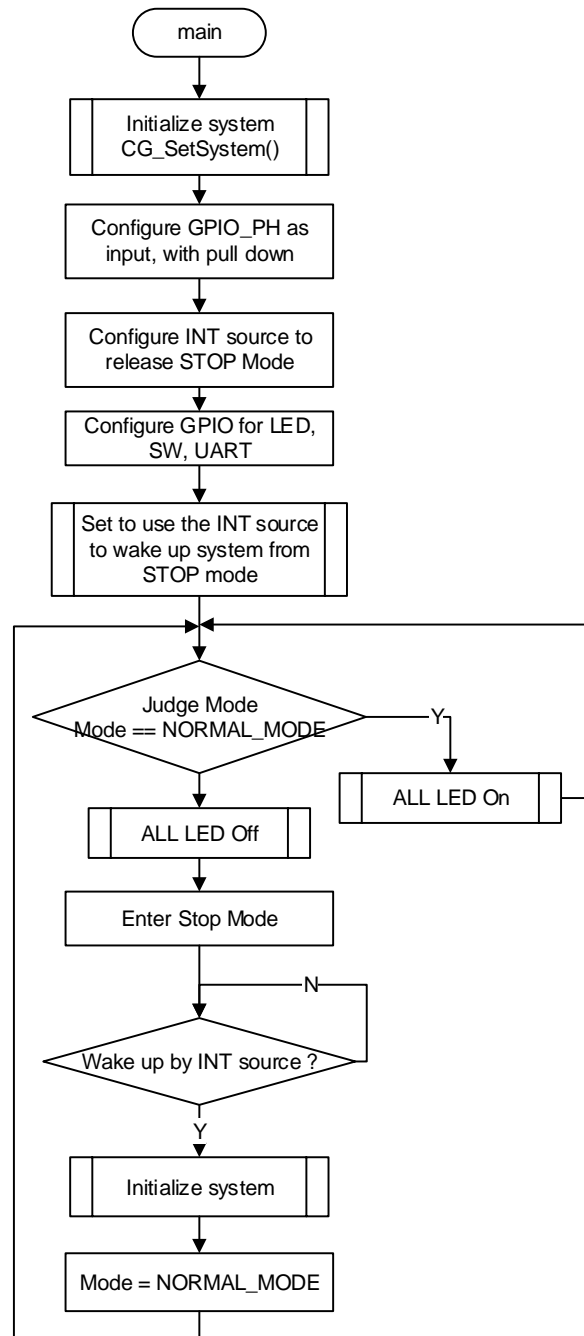 main
Initialize system
CG_SetSystem()
Configure GPIO_PH as
input, with pull down
Configure INT source to
release STOP Mode
Configure GPIO for LED,
SW, UART
Set to use the INT source
to wake up system from
STOP mode
Judge Mode
Mode == NORMAL_MODE
Y
ALL LED On
ALL LED Off
Enter Stop Mode
N
Wake up by INT source ?
Y
Initialize system
Mode = NORMAL_MODE